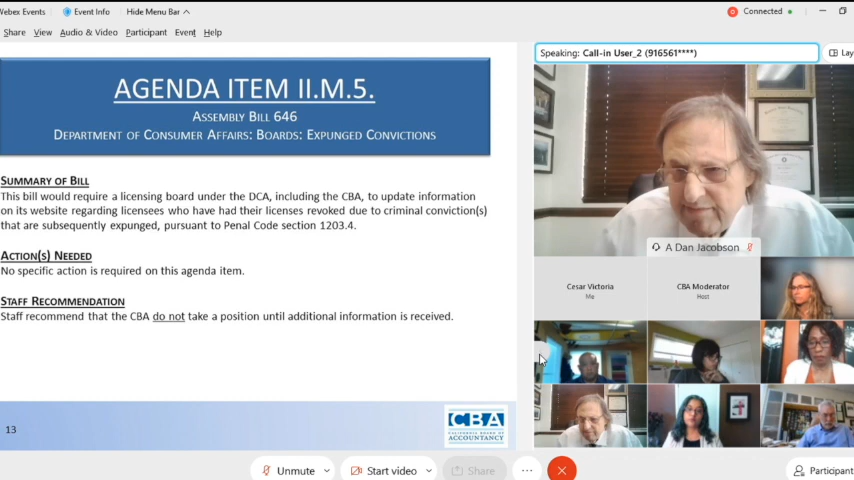 Webex Events
Event Info
Hide Menu Bar
Connected
Share View Audio & Video Participant Event Help
Speaking: Call-in User_2 (916561****)
Lay
AGENDA ITEM II.M.5.
ASSEMBLY BILL 646
DEPARTMENT OF CONSUMER AFFAIRS: BOARDS: EXPUNGED CONVICTIONS
SUMMARY OF BILL
This bill would require a licensing board under the DCA, including the CBA, to update information
on its website regarding licensees who have had their licenses revoked due to criminal conviction(s)
that are subsequently expunged, pursuant to Penal Code section 1203.4.
ACTION(S) NEEDED
No specific action is required on this agenda item.
STAFF RECOMMENDATION
Staff recommend that the CBA do not take a position until additional information is received.
13
CBA
CALIFORNIA BOARD OF
ACCOUNTANCY
A Dan Jacobson
Cesar Victoria
Me
CBA Moderator
Host
Unmute
Start video
Share
Participant